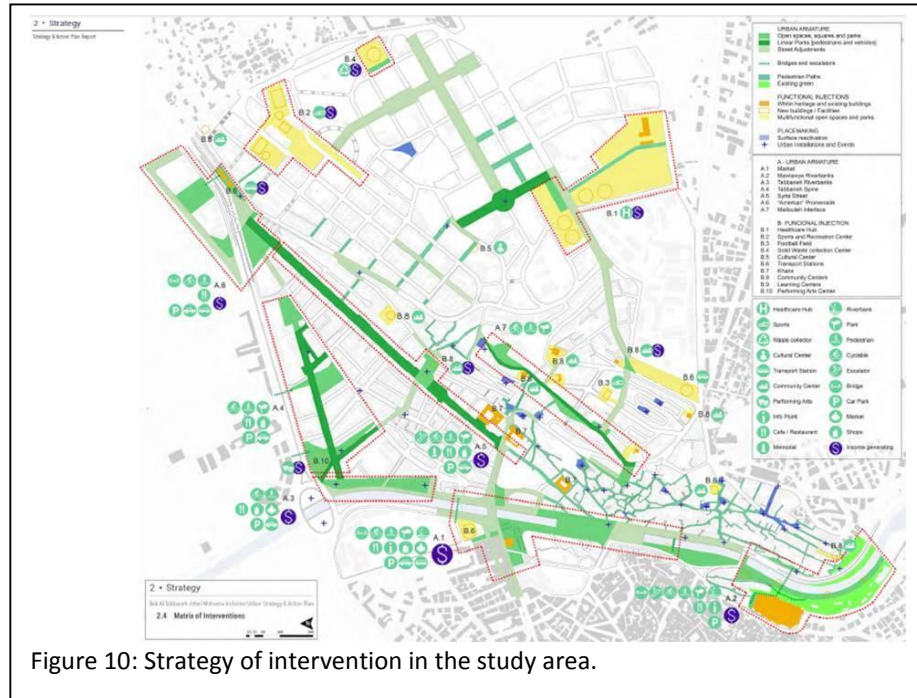 2 • Strategy
Strategy & Action Plan Report
URBAN ARMATURE
Open spaces, squares and parks
Linear Parks [pedestrians and vehicles]
Street Adjustments
Bridges and escalators
Pedestrian Paths
Existing green
FUNCTIONAL INJECTIONS
Within heritage and existing buildings
New buildings / Facilities
Multifunctional open spaces and parks
PLACEMAKING
Surface reactivation
Urban Installations and Events
A - URBAN ARMATURE
A.1 Market
A.2 Riverbanks
A.3 Tabbaneh Riverbanks
A.4 Tabbaneh Spine
A.5 Syria Street
A.6 Promenade
A.7 Interface
B- FUNCTIONAL INJECTION
B.1 Healthcare Hub
B.2 Sports and Recreation Center
B.3 Football Field
B.4 Solid Waste collection Center
B.5 Cultural Center
B.6 Transport Stations
B.7 Khans
B.8 Community Centers
B.9 Learning Centers
B.10 Performing Arts Center
Healthcare Hub
Riverbank
Sports
Park
Waste collector
Pedestrian
Cultural Center
Cyclable
Transport Station
Escalator
Community Center
Bridge
Performing Arts
P Car Park
Info Point
Market
Cafe / Restaurant
Shops
Memorial
Income generating
B.4
B.2
B.8
B.1
B.5
A.6
B.8
A.7
B.8
B.8
B.8
B.3
B.6
B.8
A.4
B.7
A.5
B.10
A.3
A.1
B.6
B.8
A.2
2 • Strategy
2.4 Matrix of Interventions
Figure 10: Strategy of intervention in the study area.